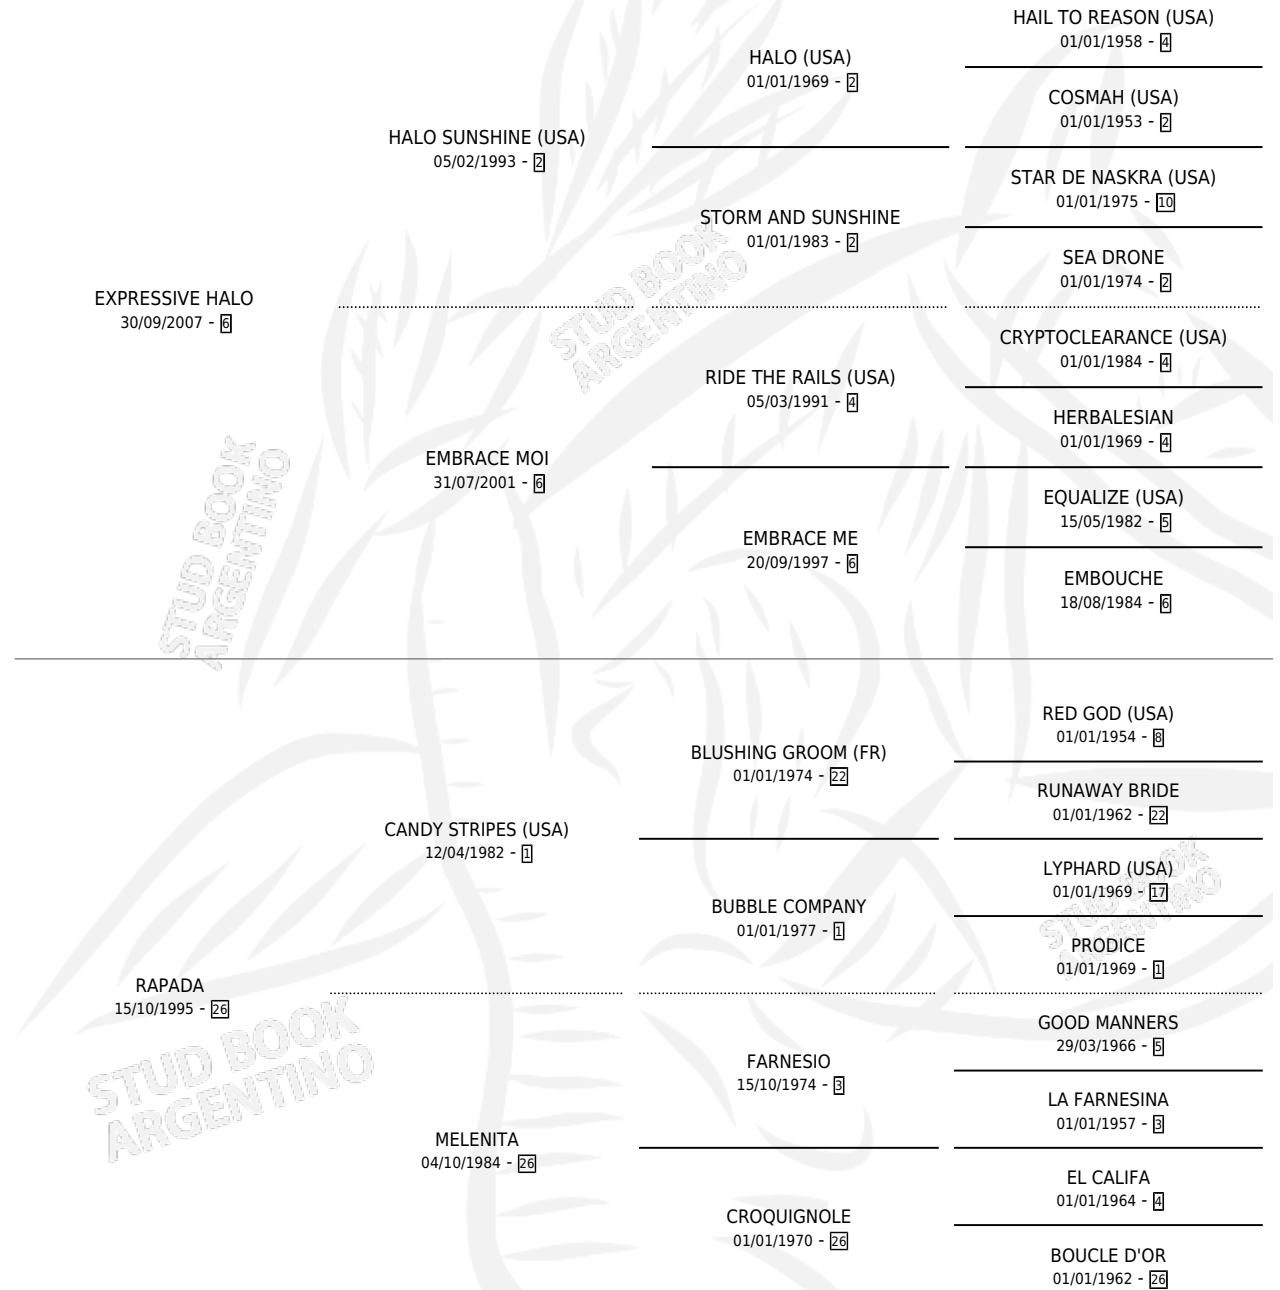 HAIL TO REASON (USA)
01/01/1958 - 4
HALO (USA)
01/01/1969 - 2
COSMAH (USA)
01/01/1953 - 2
HALO SUNSHINE (USA)
05/02/1993 - 2
STAR DE NASKRA (USA)
01/01/1975 - 10
STORM AND SUNSHINE
01/01/1983 - 2
SEA DRONE
01/01/1974 - 2
EXPRESSIVE HALO
30/09/2007 - 6
CRYPTOCLEARANCE (USA)
01/01/1984 - 4
RIDE THE RAILS (USA)
05/03/1991 - 4
HERBALESIAN
01/01/1969 - 4
EMBRACE MOI
31/07/2001 - 6
EQUALIZE (USA)
15/05/1982 - 5
EMBRACE ME
20/09/1997 - 6
EMBOUCHE
18/08/1984 - 6
RED GOD (USA)
01/01/1954 - 8
BLUSHING GROOM (FR)
01/01/1974 - 22
RUNAWAY BRIDE
01/01/1962 - 22
CANDY STRIPES (USA)
12/04/1982 - 1
LYPHARD (USA)
01/01/1969 - 17
BUBBLE COMPANY
01/01/1977 - 1
PRODICE
01/01/1969 - 1
RAPADA
15/10/1995 - 26
GOOD MANNERS
29/03/1966 - 5
FARNESIO
15/10/1974 - 3
LA FARNESINA
01/01/1957 - 3
MELENITA
04/10/1984 - 26
EL CALIFA
01/01/1964 - 4
CROQUIGNOLE
01/01/1970 - 26
BOUCLE D'OR
01/01/1962 - 26
STUD BOOK
ARGENTINO
STUD BOOK
ARGENTINO
STUD BOOK
ARGENTINO
STUD BOOK
ARGENTINO